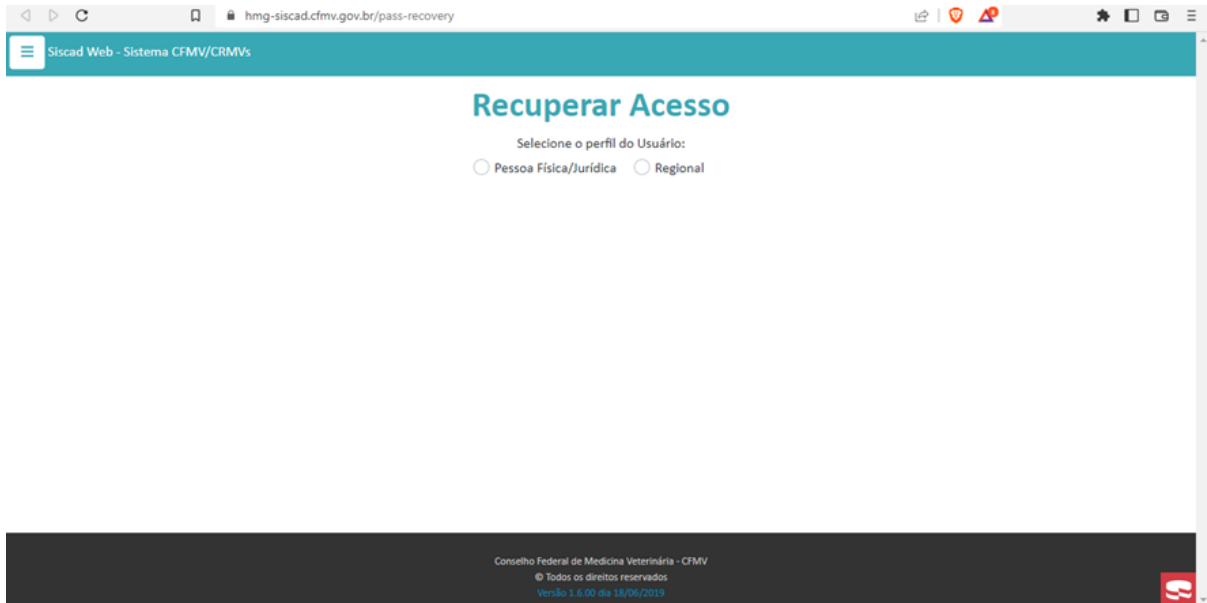 hmg-siscad.cfmv.gov.br/pass-recovery
Siscad Web - Sistema CFMV/CRMVs
Recuperar Acesso
Selecione o perfil do Usuário:
Pessoa Física/Jurídica Regional
Conselho Federal de Medicina Veterinária - CFMV
© Todos os direitos reservados
Versão 1.6.00 dia 18/06/2019